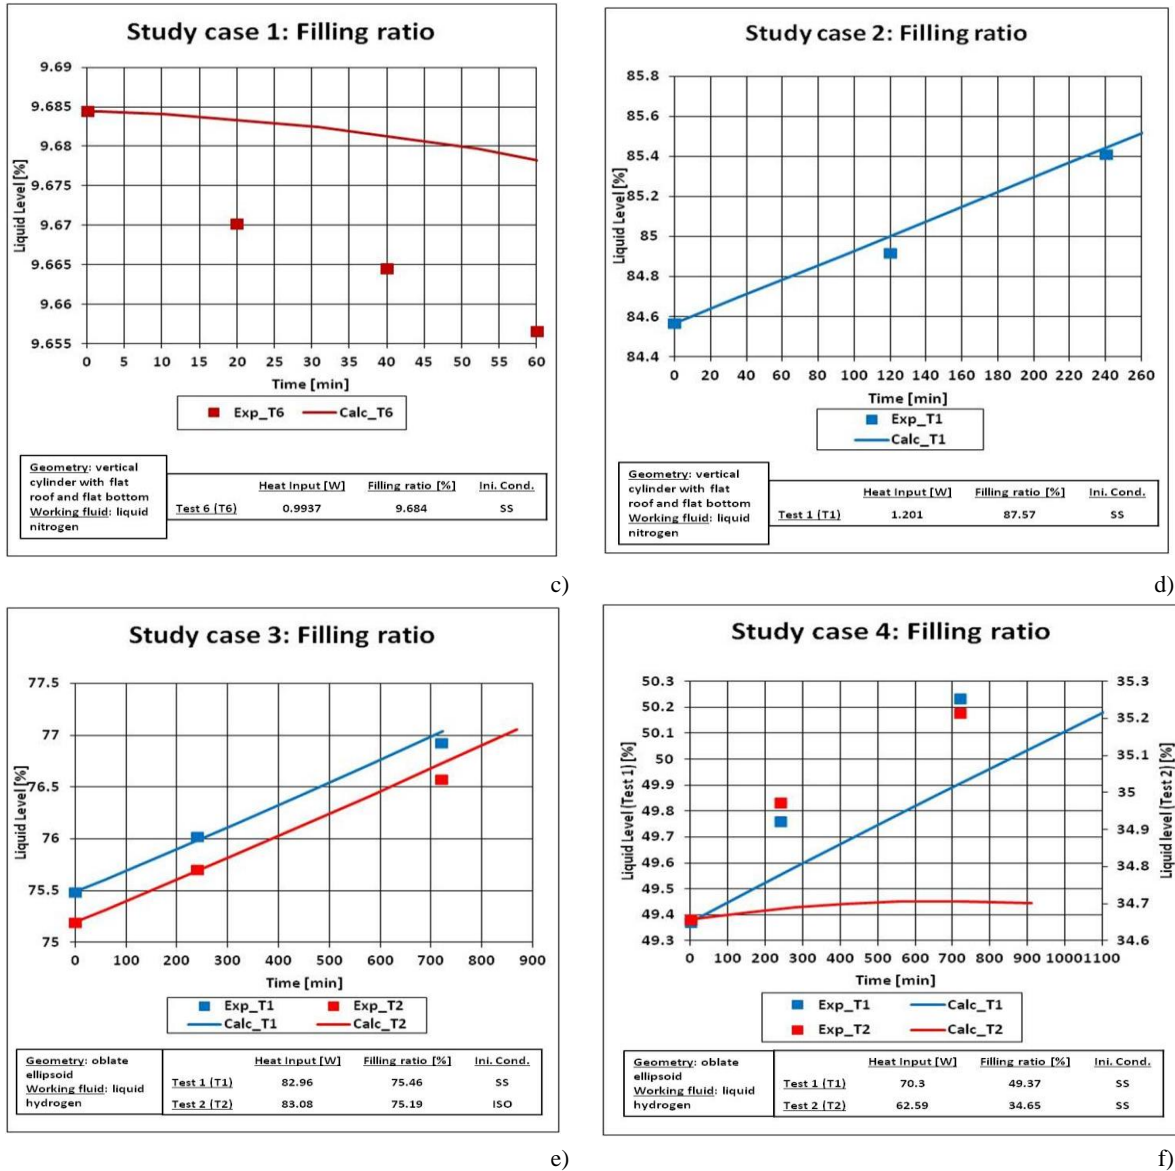 Study case 1: Filling ratio
9.69
9.685
9.68
9.675
9.67
9.665
9.66
9.655
Liquid Level [%]
0 5 10 15 20 25 30 35 40 45 50 55 60
Time [min]
Exp_T6 Calc_T6
Geometry: vertical
cylinder with flat
roof and flat bottom
Working fluid: liquid
nitrogen
Heat Input [W] Filling ratio [%] Ini. Cond.
Test 6 (T6) 0.9937 9.684 SS
c)
Study case 2: Filling ratio
85.8
85.6
85.4
85.2
85
84.8
84.6
84.4
Liquid Level [%]
0 20 40 60 80 100 120 140 160 180 200 220 240 260
Time [min]
Exp_T1
Calc_T1
Geometry: vertical
cylinder with flat
roof and flat bottom
Working fluid: liquid
nitrogen
Heat Input [W] Filling ratio [%] Ini. Cond.
Test 1 (T1) 1.201 87.57 SS
d)
Study case 3: Filling ratio
77.5
77
76.5
76
75.5
75
Liquid Level [%]
0 100 200 300 400 500 600 700 800 900
Time [min]
Exp_T1 Exp_T2
Calc_T1 Calc_T2
Geometry: oblate
ellipsoid
Working fluid: liquid
hydrogen
Heat Input [W] Filling ratio [%] Ini. Cond.
Test 1 (T1) 82.96 75.46 SS
Test 2 (T2) 83.08 75.19 ISO
e)
Study case 4: Filling ratio
50.3
50.2
50.1
50
49.9
49.8
49.7
49.6
49.5
49.4
49.3
Liquid Level (Test 1) [%]
35.3
35.2
35.1
35
34.9
34.8
34.7
34.6
Liquid level (Test 2) [%]
0 100 200 300 400 500 600 700 800 900 1000 1100
Time [min]
Exp_T1 Calc_T1
Exp_T2 Calc_T2
Geometry: oblate
ellipsoid
Working fluid: liquid
hydrogen
Heat Input [W] Filling ratio [%] Ini. Cond.
Test 1 (T1) 70.3 49.37 SS
Test 2 (T2) 62.59 34.65 SS
f)